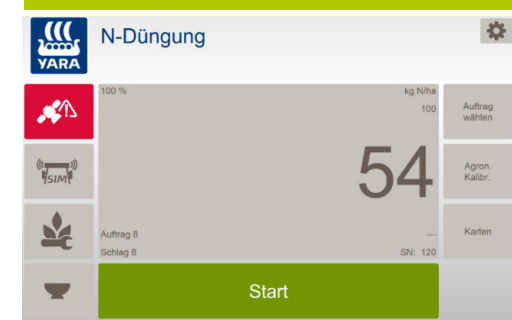 YARA
N-Düngung
100 %
kg N/ha
100
Auftrag
wählen
SIM
54
Agron.
Kalibr.
Auftrag 8
---
Karten
Schlag 8
SN: 120
Start